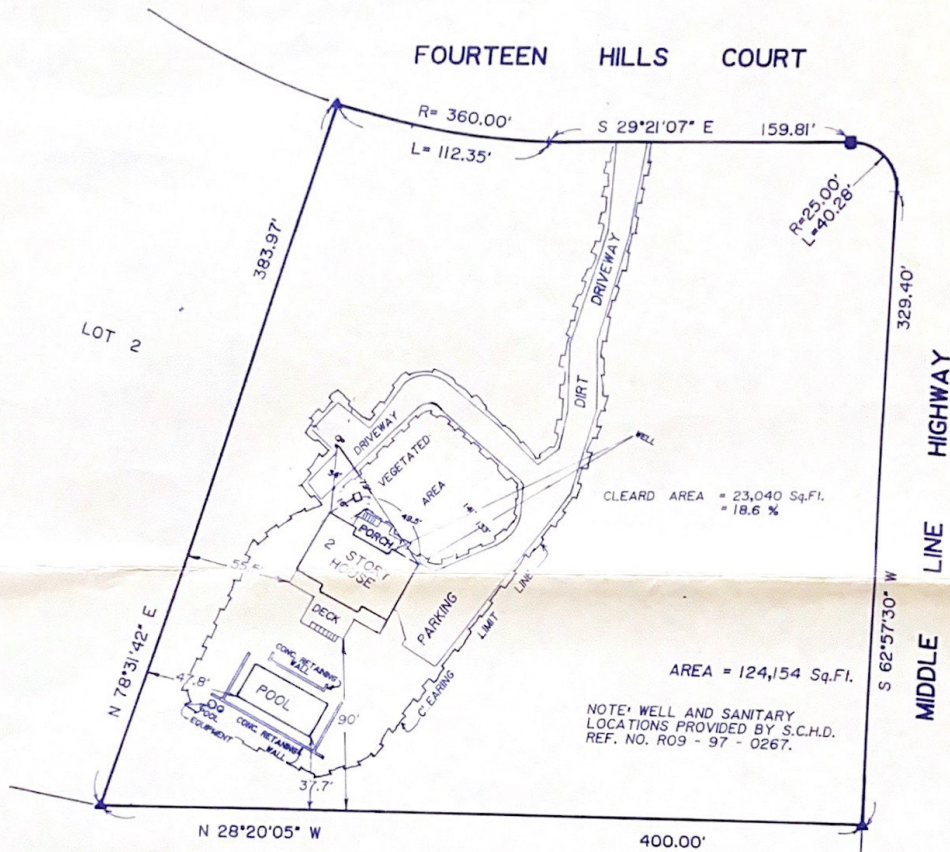 FOURTEEN HILLS COURT
R= 360.00'
L= 112.35'
S 29°21'07" E 159.81'
R=25.00'
L=40.28'
383.97'
329.40'
LOT 2
DRIVEWAY
DIRT
DRIVEWAY
VEGETATED
AREA
WELL
CLEARD AREA = 23,040 Sq.Ft.
= 18.6 %
49.5'
PORCH
2 STORY
HOUSE
55.5'
DECK
PARKING
LIMIT LINE
CLEARING
CONC. RETAINING
WALL
POOL
47.8'
POOL
EQUIPMENT
CONC. RETAINING
WALL
90'
37.7'
N 78°31'42" E
S 62°57'30" W
MIDDLE LINE HIGHWAY
AREA = 124,154 Sq.Ft.
NOTE: WELL AND SANITARY
LOCATIONS PROVIDED BY S.C.H.D.
REF. NO. R09 - 97 - 0267.
N 28°20'05" W
400.00'